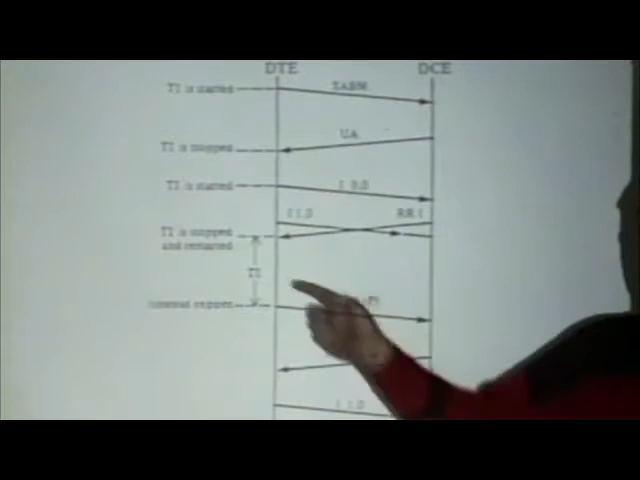 DTE DCE
T1 is started SABM
UA
T1 is stopped
T1 is started I 0,0
I 1,0 RR 1
T1 is stopped
and restarted
T1
I 1,0